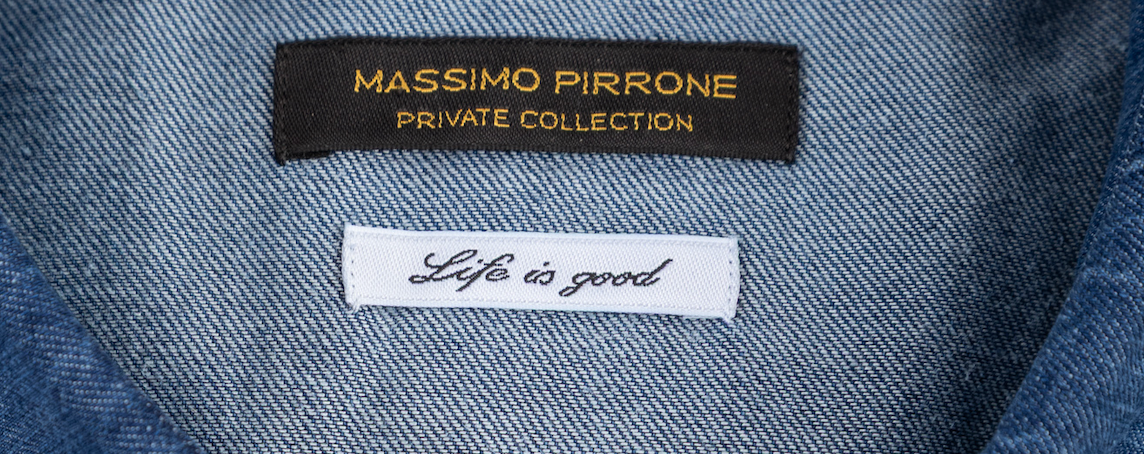 MASSIMO PIRRONE
PRIVATE COLLECTION
Life is good